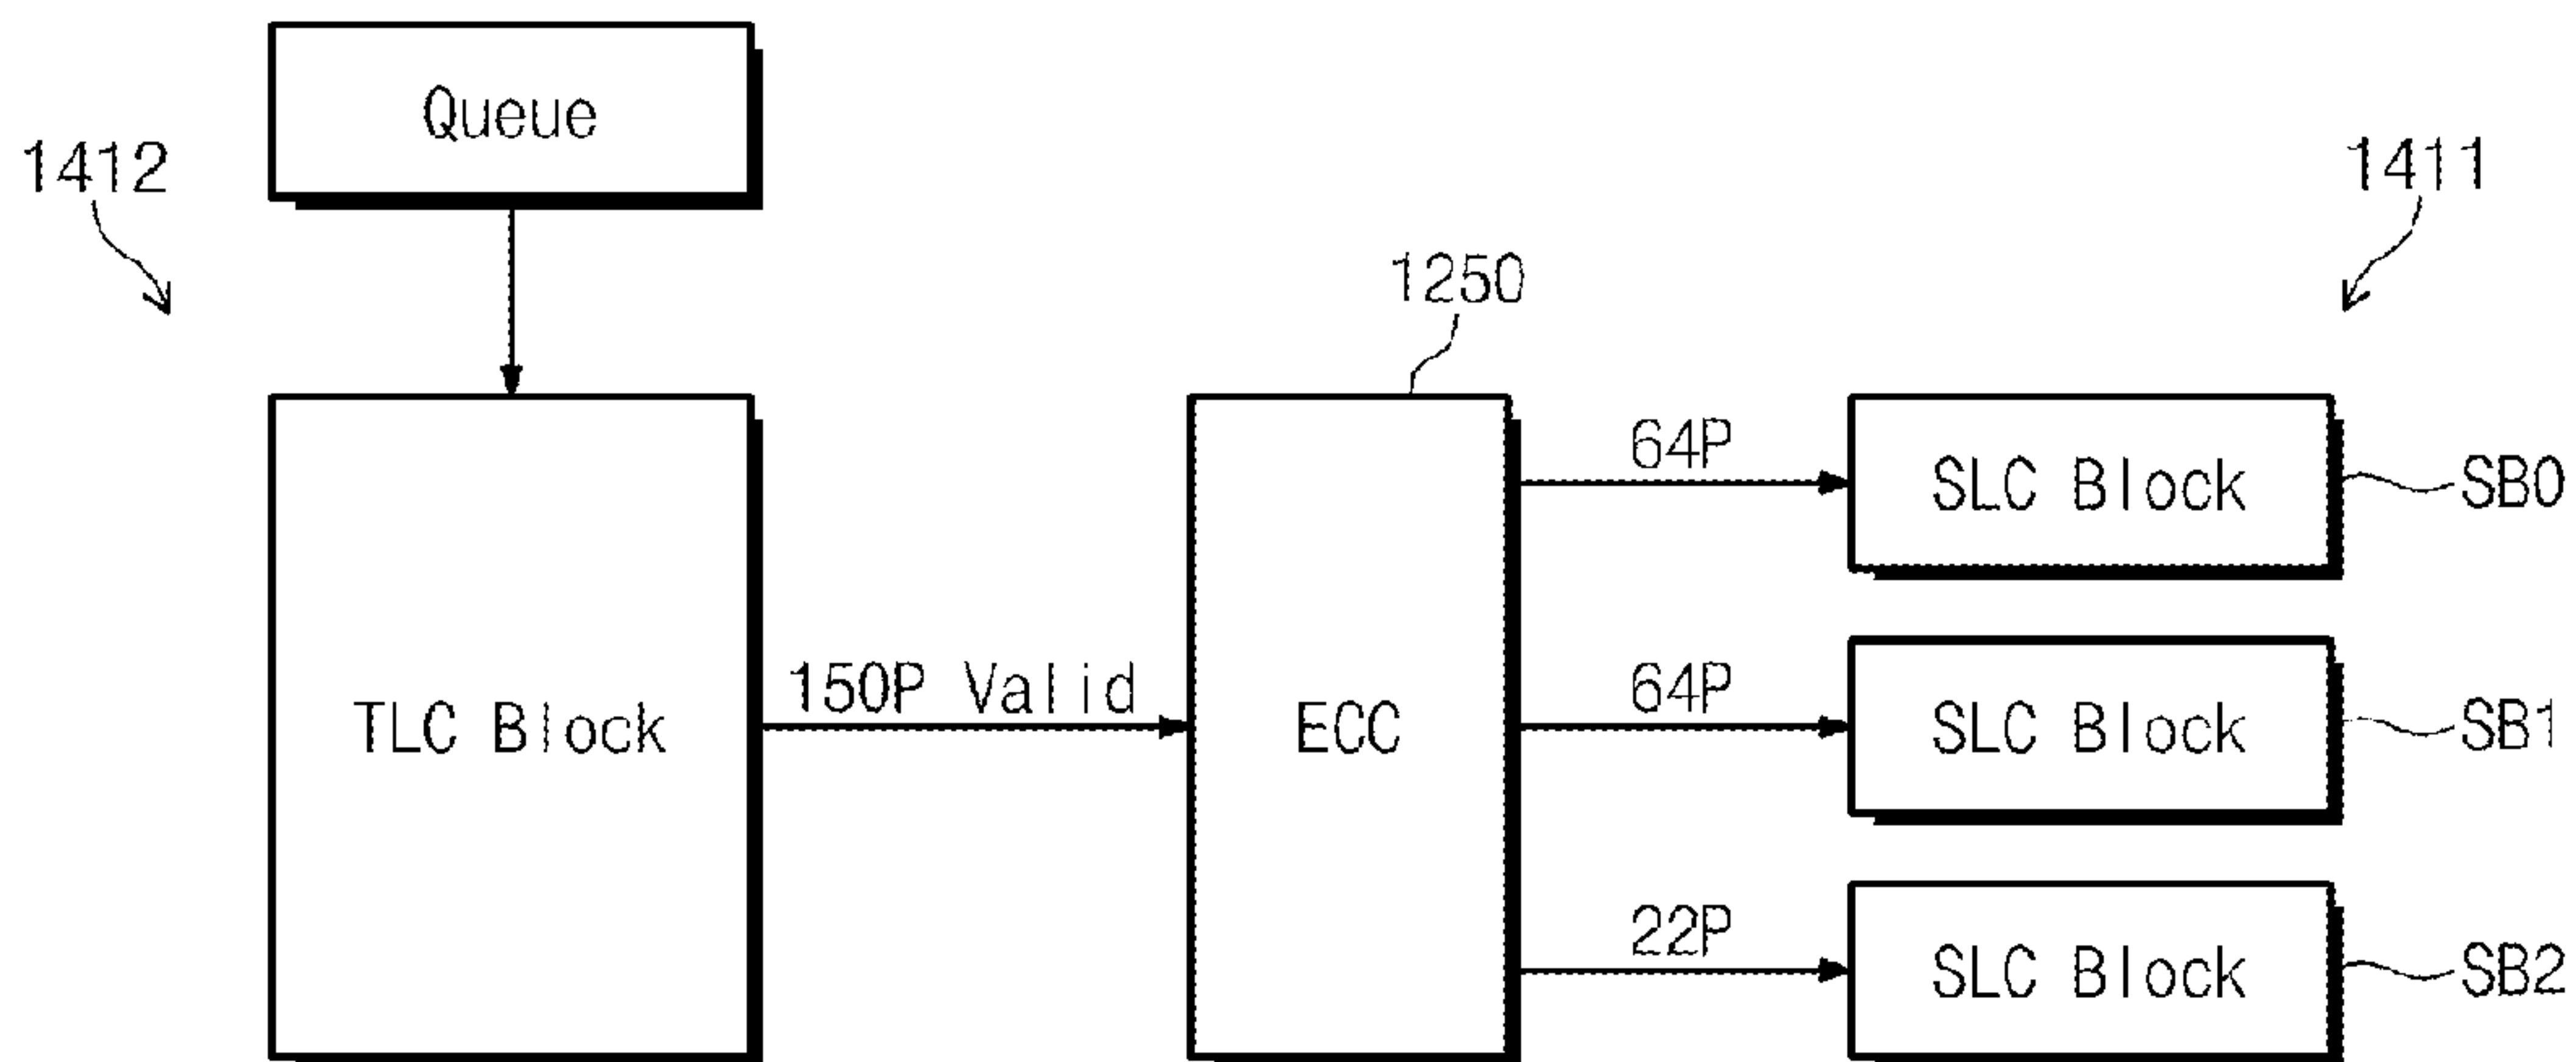 Queue
1412
1411
1250
64P
SLC Block
SB0
150P Valid
64P
TLC Block
ECC
SLC Block
SB1
22P
SLC Block
SB2